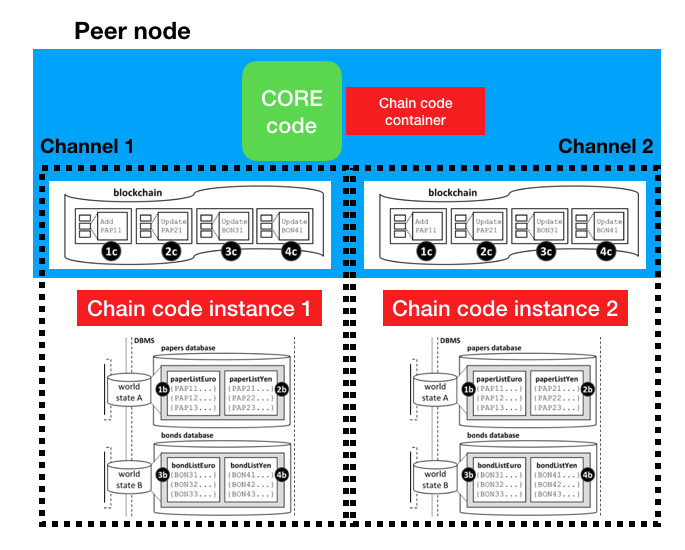 Peer node
CORE
code
Chain code
container
Channel 1
Channel 2
blockchain
Add
PAP11
Update
PAP21
Update
BON31
Update
BON41
1c
2c
3c
4c
blockchain
Add
PAP11
Update
PAP21
Update
BON31
Update
BON41
1c
2c
3c
4c
Chain code instance 1
Chain code instance 2
DBMS
papers database
world
state A
1b
paperListEuro
{PAP11...}
{PAP12...}
{PAP13...}
paperListYen
{PAP21...}
{PAP22...}
{PAP23...}
2b
bonds database
world
state B
3b
bondListEuro
{BON31...}
{BON32...}
{BON33...}
bondListYen
{BON41...}
{BON42...}
{BON43...}
4b
DBMS
papers database
world
state A
1b
paperListEuro
{PAP11...}
{PAP12...}
{PAP13...}
paperListYen
{PAP21...}
{PAP22...}
{PAP23...}
2b
bonds database
world
state B
3b
bondListEuro
{BON31...}
{BON32...}
{BON33...}
bondListYen
{BON41...}
{BON42...}
{BON43...}
4b